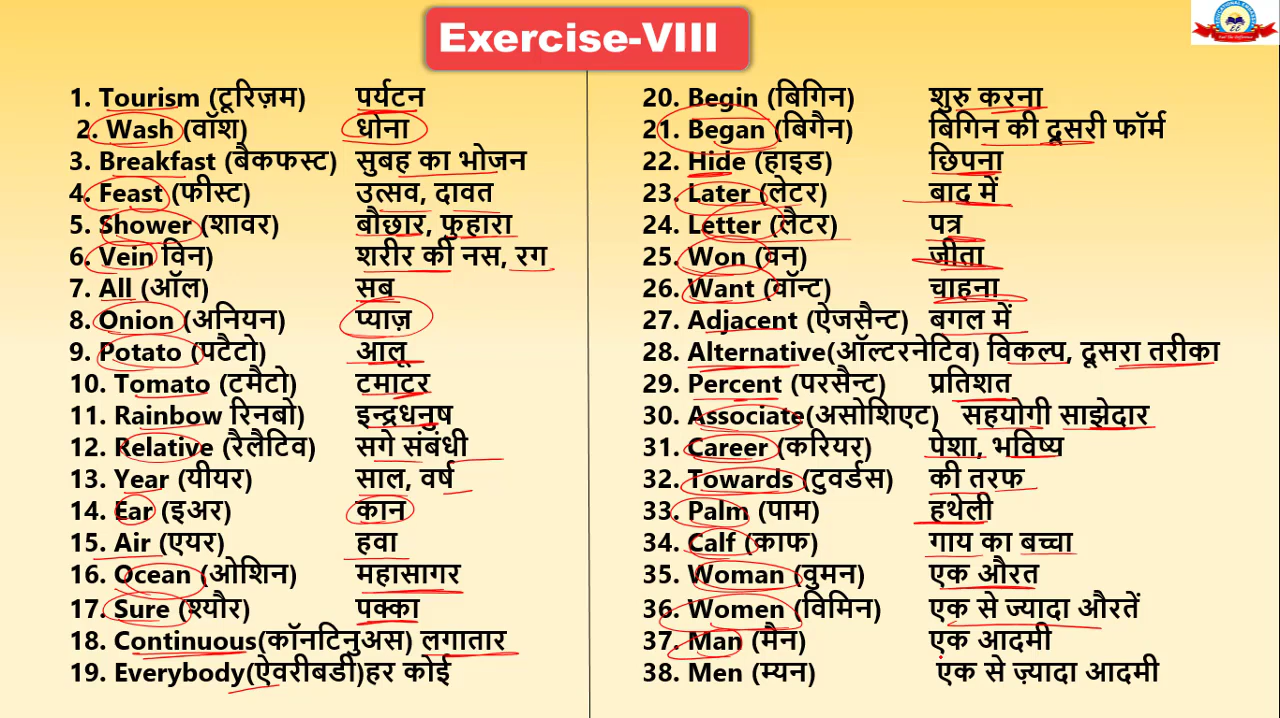 Exercise-VIII
1. Tourism (टूरिज़म) पर्यटन
2. Wash (वॉश) धोना
3. Breakfast (बैकफस्ट) सुबह का भोजन
4. Feast (फीस्ट) उत्सव, दावत
5. Shower (शावर) बौछार, फुहारा
6. Vein विन) शरीर की नस, रग
7. All (ऑल) सब
8. Onion (अनियन) प्याज़
9. Potato (पटैटो) आलू
10. Tomato (टमैटो) टमाटर
11. Rainbow रिनबो) इन्द्रधनुष
12. Relative (रैलैटिव) सगे संबंधी
13. Year (यीयर) साल, वर्ष
14. Ear (इअर) कान
15. Air (एयर) हवा
16. Ocean (ओशिन) महासागर
17. Sure (श्यौर) पक्का
18. Continuous(कॉनटिनुअस) लगातार
19. Everybody(ऐवरीबडी)हर कोई
20. Begin (बिगिन) शुरु करना
21. Began (बिगैन) बिगिन की दूसरी फॉर्म
22. Hide (हाइड) छिपना
23. Later (लेटर) बाद में
24. Letter (लैटर) पत्र
25. Won (वन) जीता
26. Want (वॉन्ट) चाहना
27. Adjacent (ऐजसैन्ट) बगल में
28. Alternative(ऑल्टरनेटिव) विकल्प, दूसरा तरीका
29. Percent (परसैन्ट) प्रतिशत
30. Associate(असोशिएट) सहयोगी साझेदार
31. Career (करियर) पेशा, भविष्य
32. Towards (टुवर्डस) की तरफ
33. Palm (पाम) हथेली
34. Calf (काफ) गाय का बच्चा
35. Woman (वुमन) एक औरत
36. Women (विमिन) एक से ज्यादा औरतें
37. Man (मैन) एक आदमी
38. Men (म्यन) एक से ज़्यादा आदमी